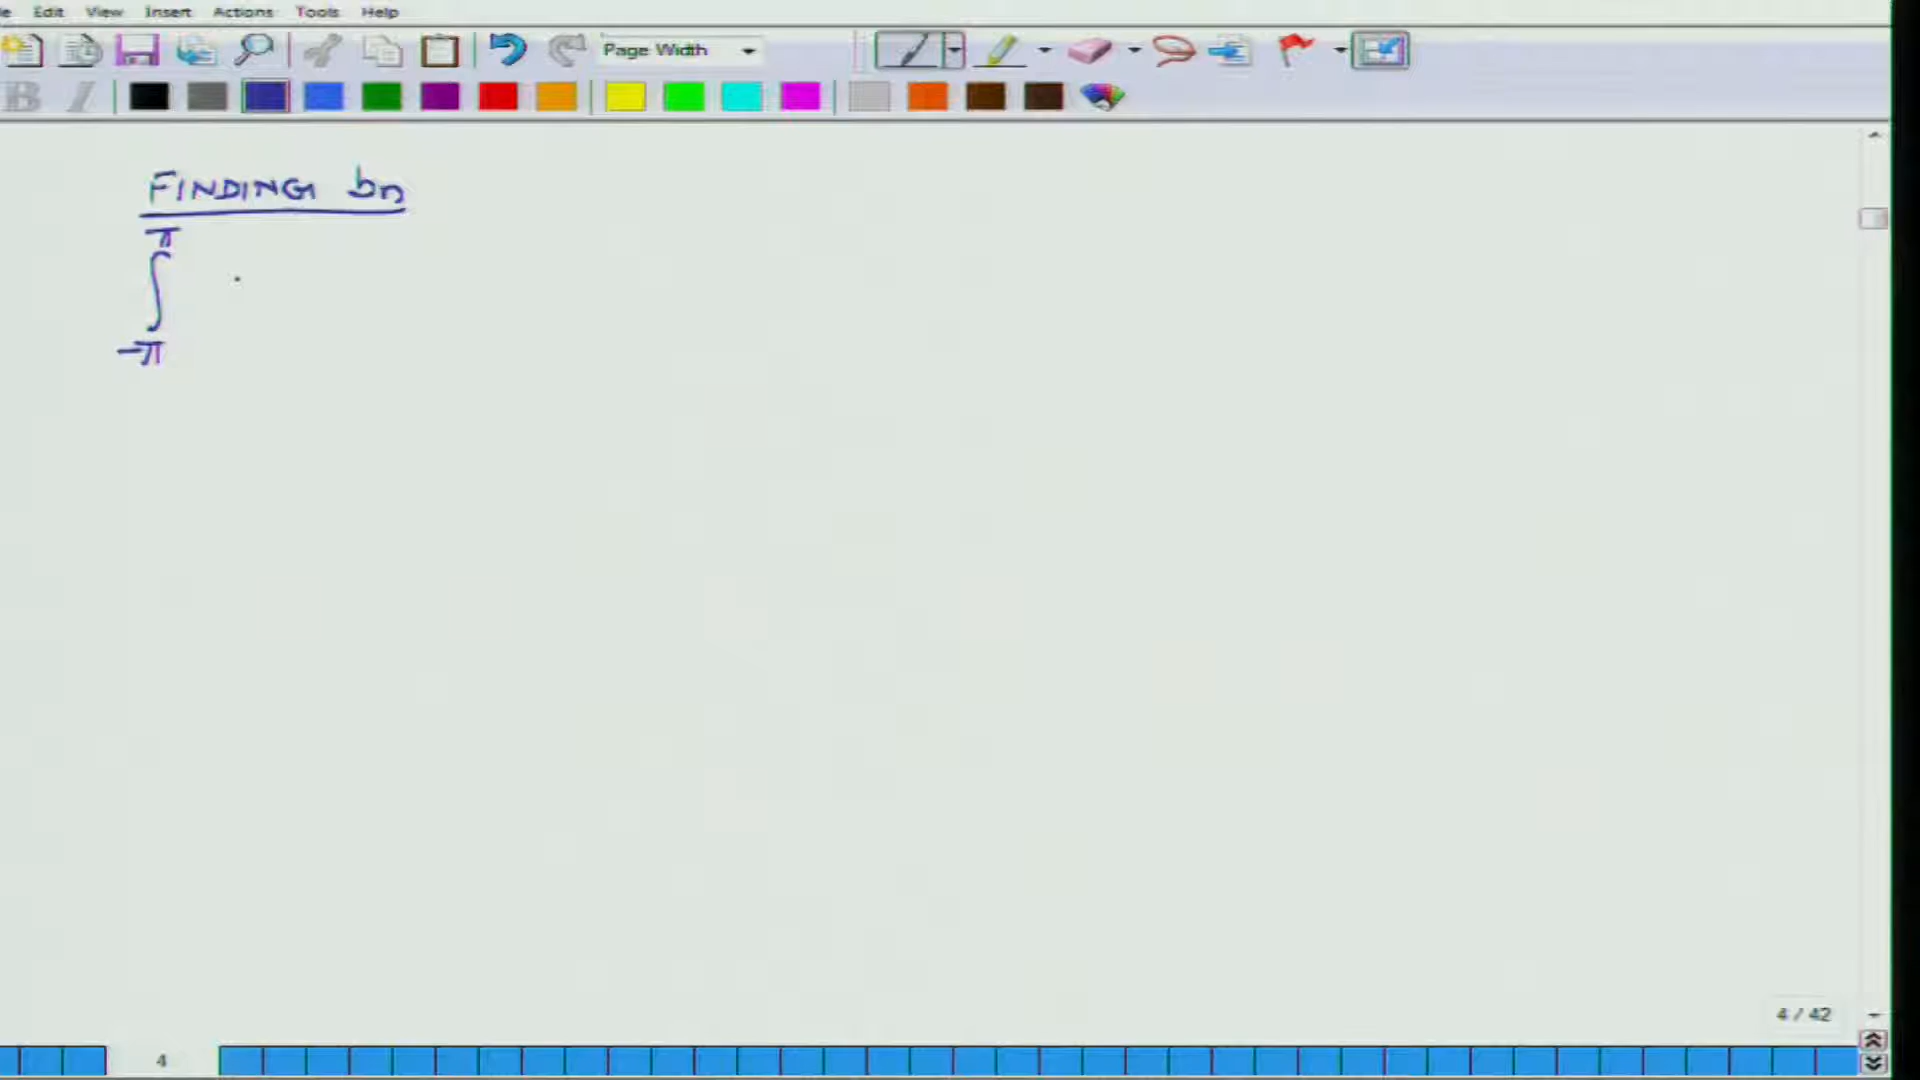 Edit View Insert Actions Tools Help
Page Width
B I
FINDING bn
π
∫
-π
4 / 42
4